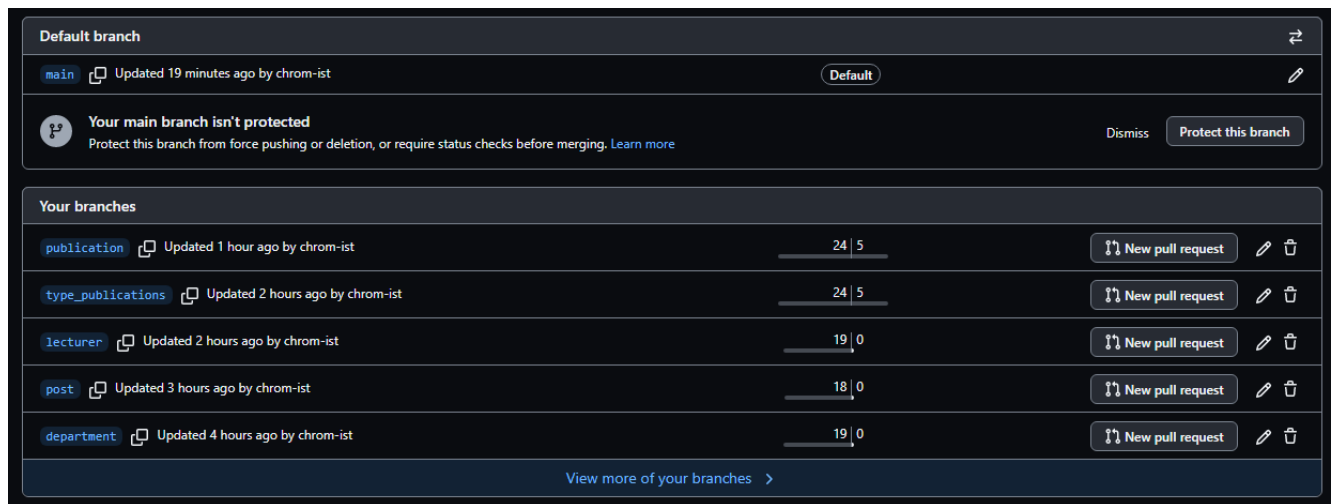 Default branch
main Updated 19 minutes ago by chrom-ist Default
Your main branch isn't protected
Protect this branch from force pushing or deletion, or require status checks before merging. Learn more
Dismiss Protect this branch
Your branches
publication Updated 1 hour ago by chrom-ist 24 5 New pull request
type_publications Updated 2 hours ago by chrom-ist 24 5 New pull request
lecturer Updated 2 hours ago by chrom-ist 19 0 New pull request
post Updated 3 hours ago by chrom-ist 18 0 New pull request
department Updated 4 hours ago by chrom-ist 19 0 New pull request
View more of your branches